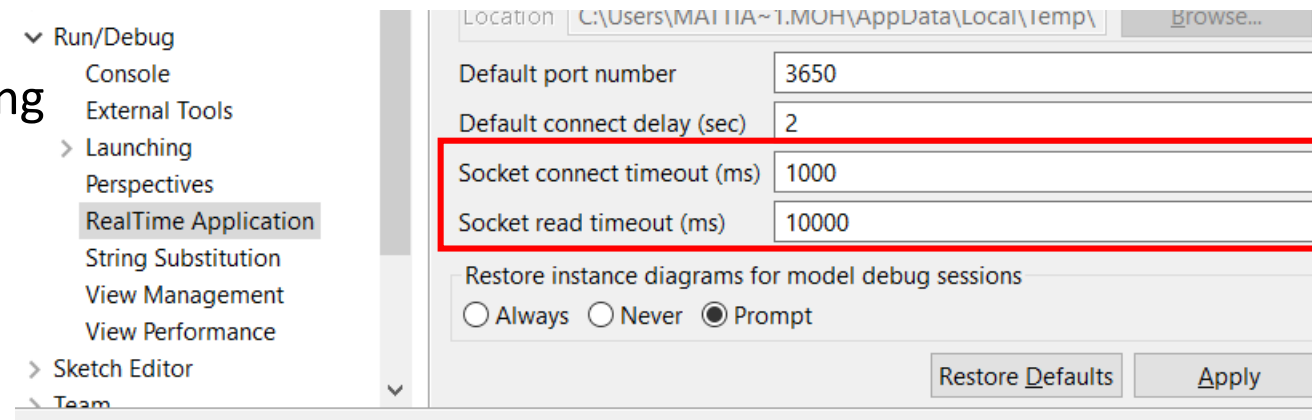 ng
Run/Debug
Console
External Tools
Launching
Perspectives
RealTime Application
String Substitution
View Management
View Performance
Sketch Editor
Team
Location C:\Users\MATTIA~1.MOH\AppData\Local\Temp\ Browse...
Default port number 3650
Default connect delay (sec) 2
Socket connect timeout (ms) 1000
Socket read timeout (ms) 10000
Restore instance diagrams for model debug sessions
Always Never Prompt
Restore Defaults Apply